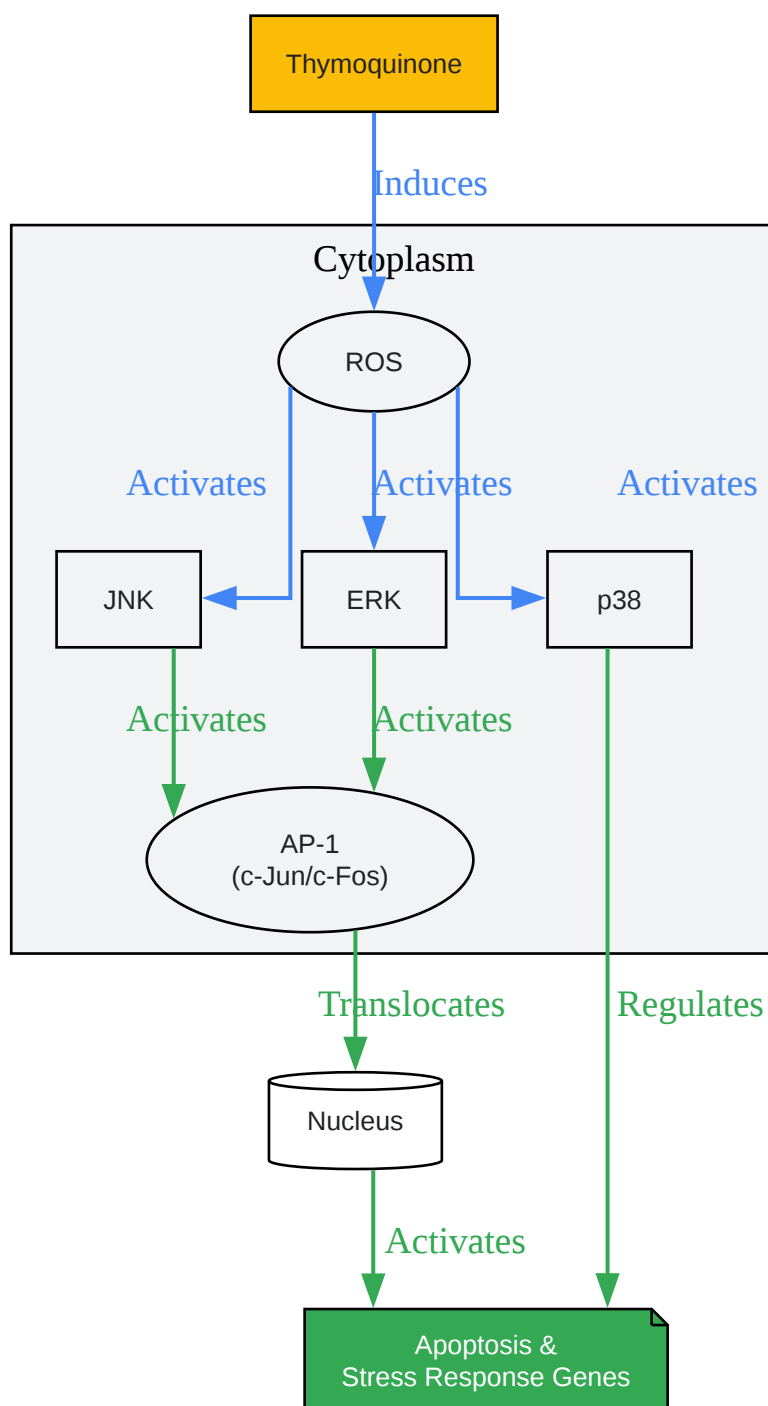 Thymoquinone
Induces
Cytoplasm
ROS
Activates
Activates
Activates
JNK
ERK
p38
Activates
Activates
AP-1
(c-Jun/c-Fos)
Translocates
Regulates
Nucleus
Activates
Apoptosis &
Stress Response Genes